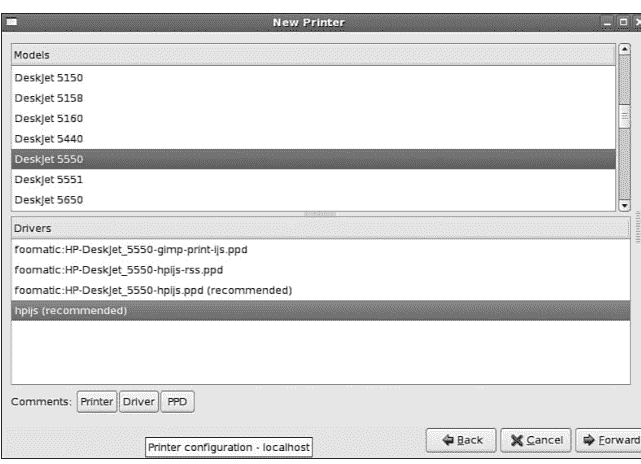 New Printer
Models
DeskJet 5150
DeskJet 5158
DeskJet 5160
DeskJet 5440
DeskJet 5550
DeskJet 5551
DeskJet 5650
Drivers
foomatic:HP-DeskJet_5550-gimp-print-ijs.ppd
foomatic:HP-DeskJet_5550-hpijs-rss.ppd
foomatic:HP-DeskJet_5550-hpijs.ppd (recommended)
hpijs (recommended)
Comments: Printer Driver PPD
Back Cancel Forward
Printer configuration - localhost